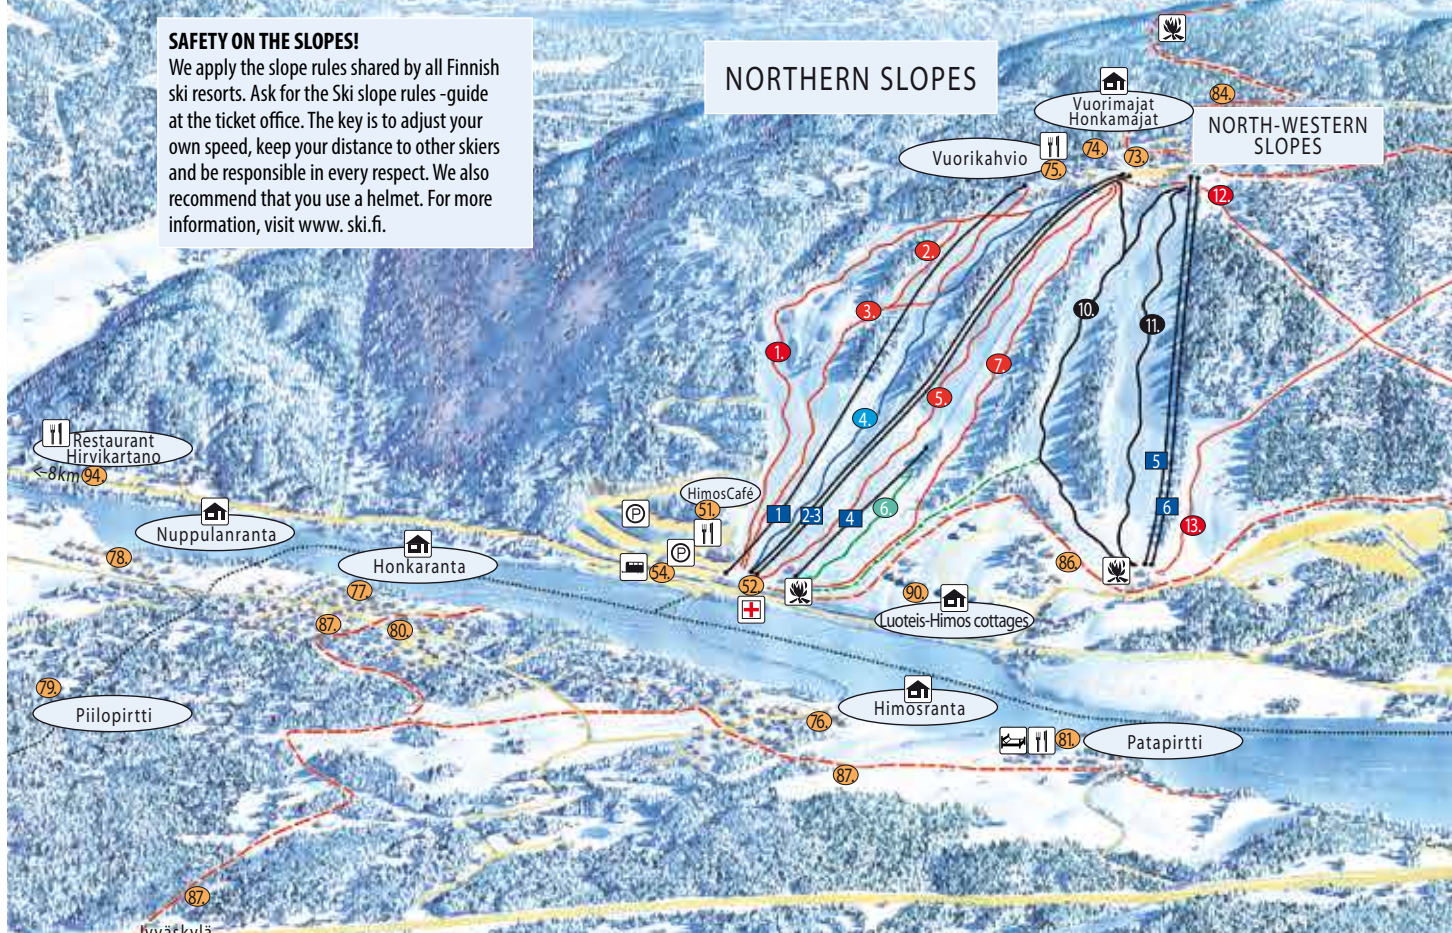 SAFETY ON THE SLOPES!
We apply the slope rules shared by all Finnish
ski resorts. Ask for the Ski slope rules -guide
at the ticket office. The key is to adjust your
own speed, keep your distance to other skiers
and be responsible in every respect. We also
recommend that you use a helmet. For more
information, visit www. ski.fi.
NORTHERN SLOPES
84.
Vuorimajat
Honkamajat
NORTH-WESTERN
SLOPES
Vuorikahvio
74.
73.
75.
12.
2.
3.
10.
11.
1.
7.
5.
4.
Restaurant
Hirvikartano
<-8km
94.
5
HimosCafé
51.
6
1
2-3
4
6.
13.
P
Nuppulanranta
P
78.
Honkaranta
54.
86.
77.
52.
90.
87.
80.
Luoteis-Himos cottages
79.
Piilopirtti
Himosranta
76.
81.
Patapirtti
87.
87.
Jyväskylä